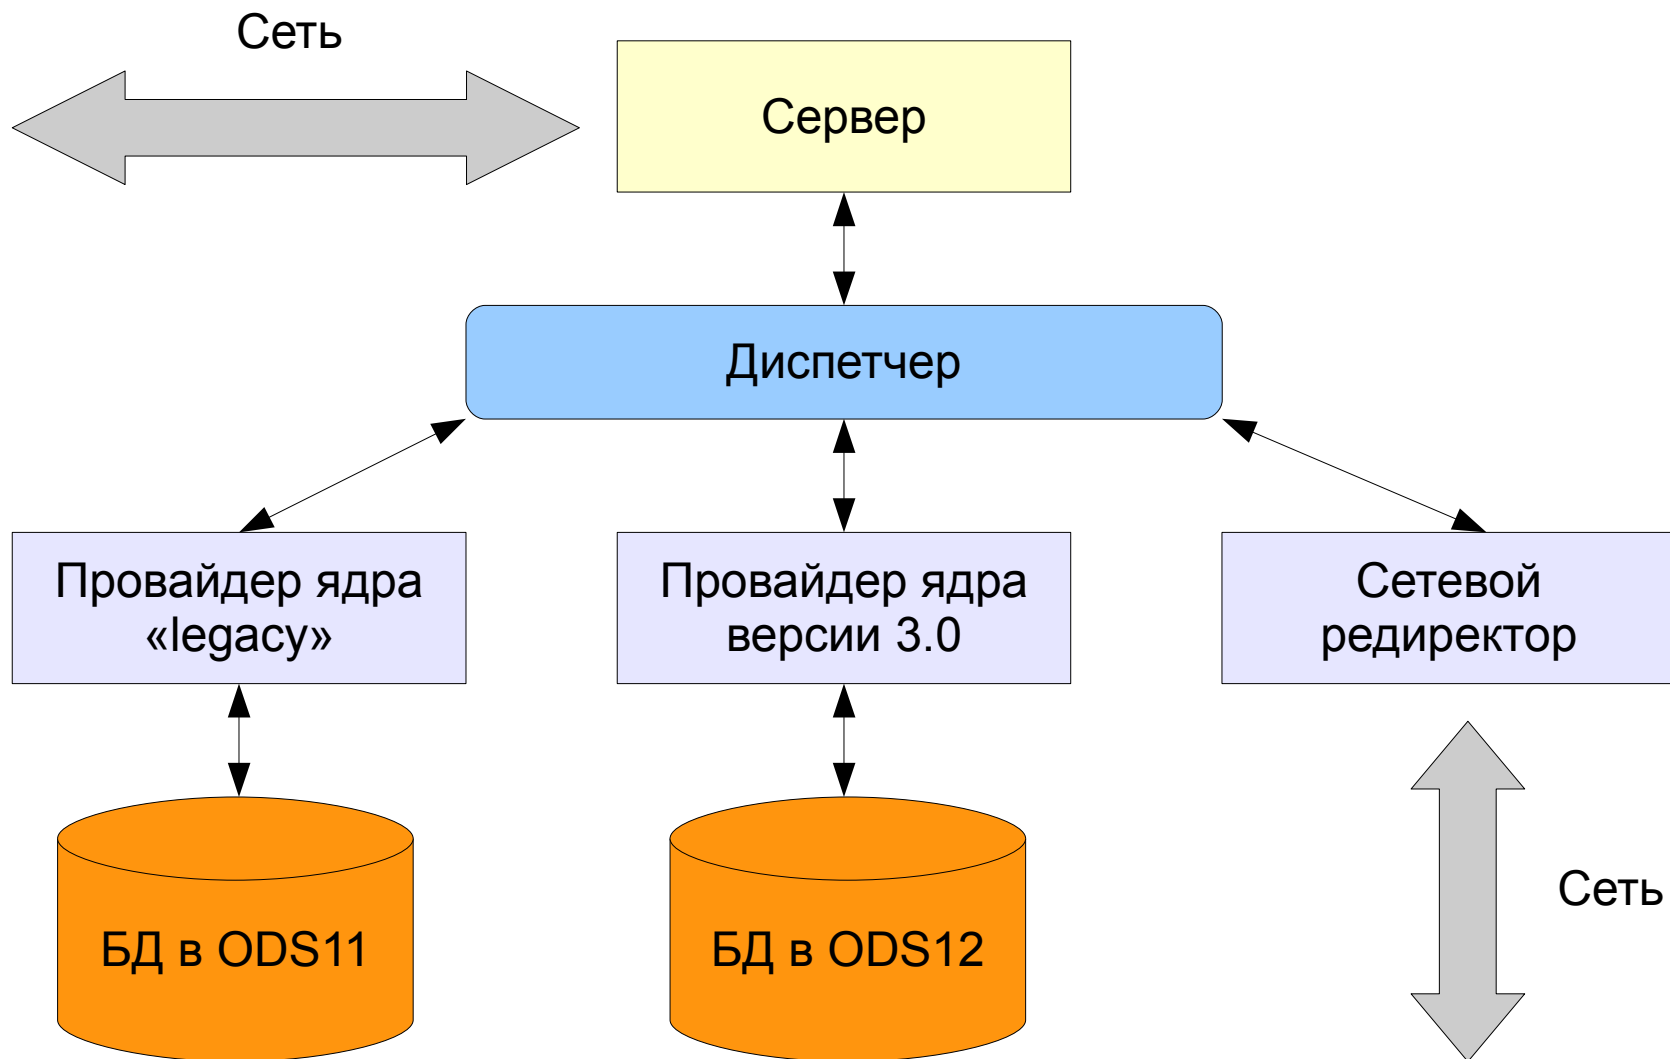 Сеть
Сервер
Диспетчер
Провайдер ядра
«legacy»
Провайдер ядра
версии 3.0
Сетевой
редиректор
БД в ODS11
БД в ODS12
Сеть